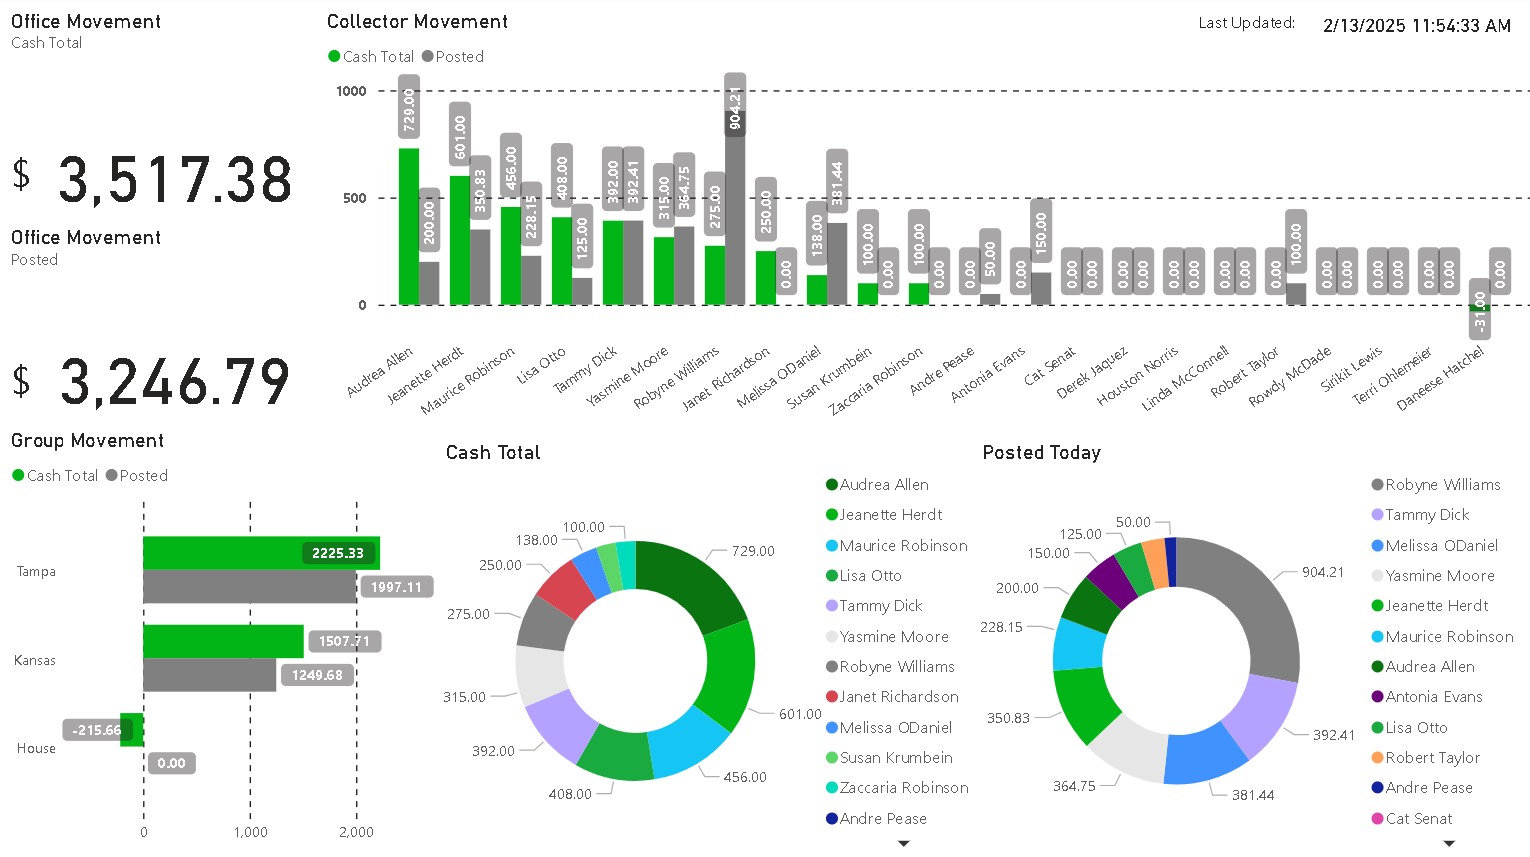 Office Movement
Cash Total
$ 3,517.38
Office Movement
Posted
$ 3,246.79
Collector Movement
Cash Total Posted
Last Updated: 2/13/2025 11:54:33 AM
1000
500
0
729.00
200.00
601.00
350.83
456.00
228.15
408.00
125.00
392.00
392.41
315.00
364.75
275.00
904.21
250.00
0.00
138.00
381.44
100.00
0.00
100.00
0.00
0.00
50.00
0.00
150.00
0.00
0.00
0.00
0.00
0.00
0.00
0.00
0.00
0.00
100.00
0.00
0.00
0.00
0.00
0.00
0.00
-31.00
0.00
Audrea Allen
Jeanette Herdt
Maurice Robinson
Lisa Otto
Tammy Dick
Yasmine Moore
Robyne Williams
Janet Richardson
Melissa ODaniel
Susan Krumbein
Zaccaria Robinson
Andre Pease
Antonia Evans
Cat Senat
Derek Jaquez
Houston Norris
Linda McConnell
Robert Taylor
Rowdy McDade
Sirikit Lewis
Terri Ohlemeier
Daneese Hatchel
Group Movement
Cash Total Posted
Tampa
2225.33
1997.11
Kansas
1507.71
1249.68
House
-215.66
0.00
0
1,000
2,000
Cash Total
729.00
601.00
456.00
408.00
392.00
315.00
275.00
250.00
138.00
100.00
Audrea Allen
Jeanette Herdt
Maurice Robinson
Lisa Otto
Tammy Dick
Yasmine Moore
Robyne Williams
Janet Richardson
Melissa ODaniel
Susan Krumbein
Zaccaria Robinson
Andre Pease
Posted Today
904.21
392.41
381.44
364.75
350.83
228.15
200.00
150.00
125.00
50.00
Robyne Williams
Tammy Dick
Melissa ODaniel
Yasmine Moore
Jeanette Herdt
Maurice Robinson
Audrea Allen
Antonia Evans
Lisa Otto
Robert Taylor
Andre Pease
Cat Senat